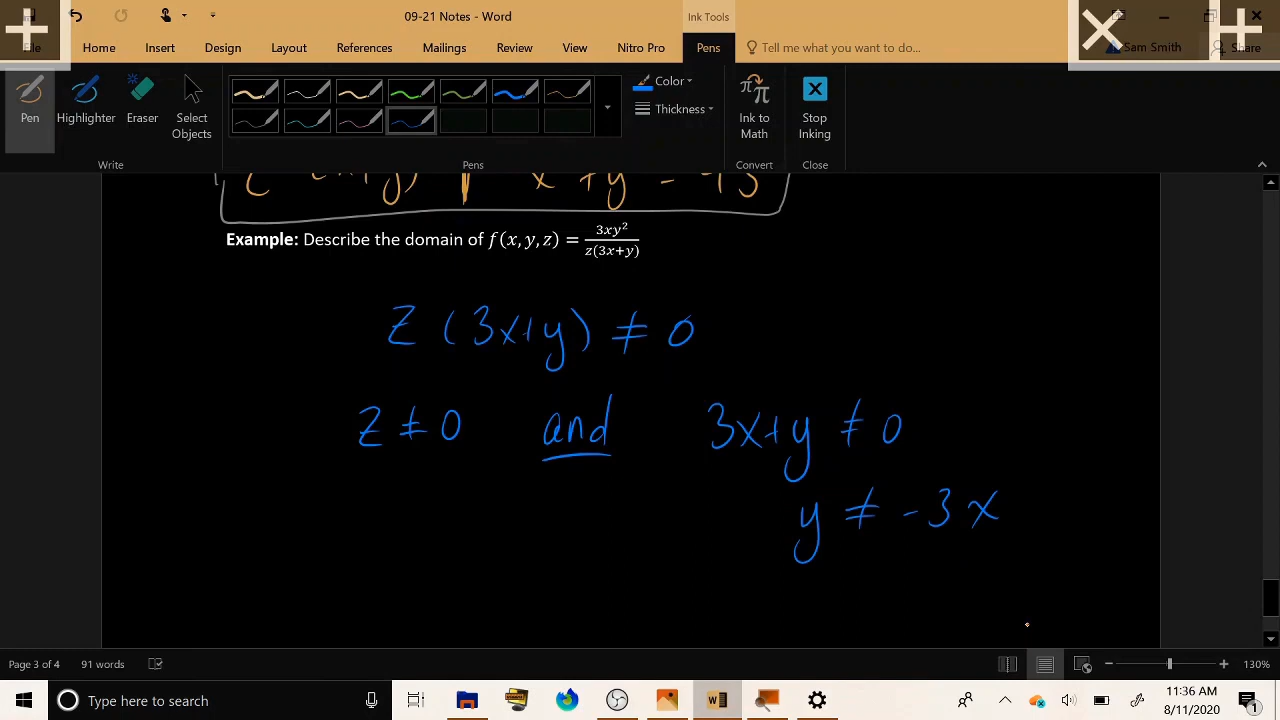 09-21 Notes - Word
Ink Tools
File Home Insert Design Layout References Mailings Review View Nitro Pro Pens Tell me what you want to do... Sam Smith Share
Pen Highlighter Eraser Select Objects
Color
Thickness
Ink to Math
Stop Inking
Write Pens Convert Close
Example: Describe the domain of f(x, y, z) = 3xy² / z(3x+y)
z (3x+y) ≠ 0
z ≠ 0 and 3x+y ≠ 0
y ≠ -3x
Page 3 of 4 91 words 130%
Type here to search
11:36 AM
8/11/2020
1